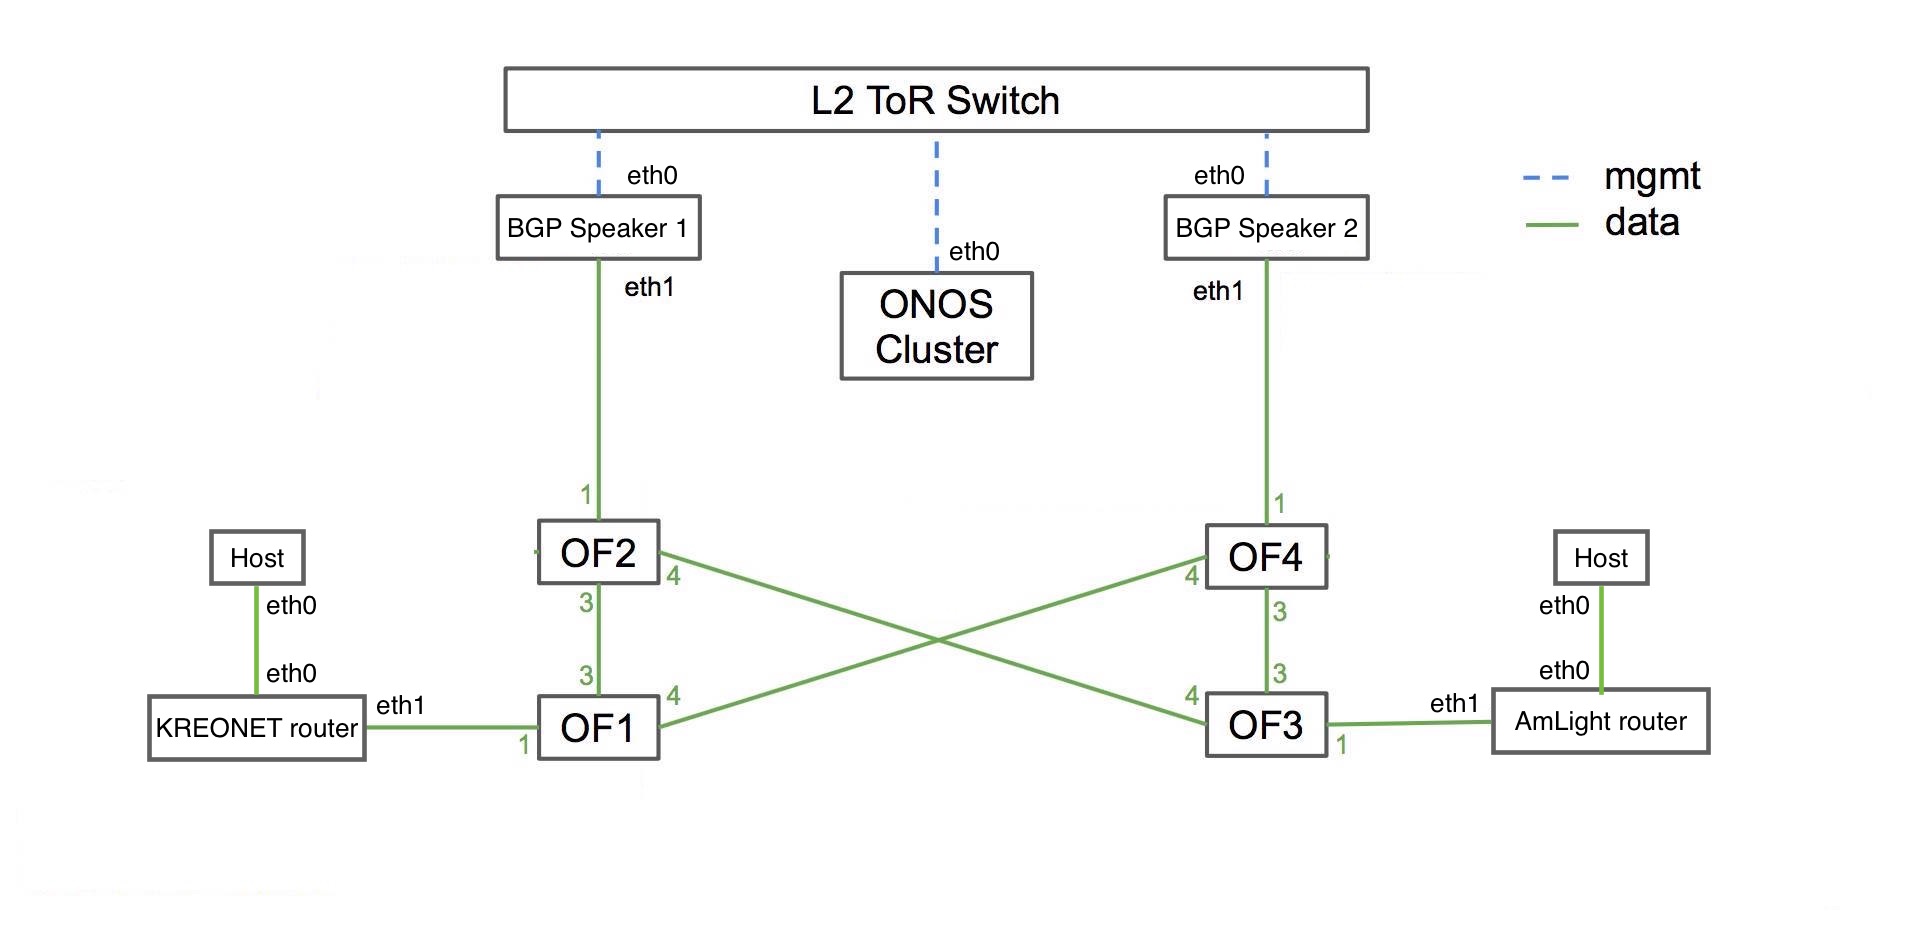 L2 ToR Switch
eth0
eth0
mgmt
data
BGP Speaker 1
BGP Speaker 2
eth0
eth1
eth1
ONOS
Cluster
1
1
Host
OF2
OF4
Host
4
4
eth0
3
3
eth0
eth0
3
3
eth0
4
4
eth1
eth1
KREONET router
OF1
OF3
AmLight router
1
1